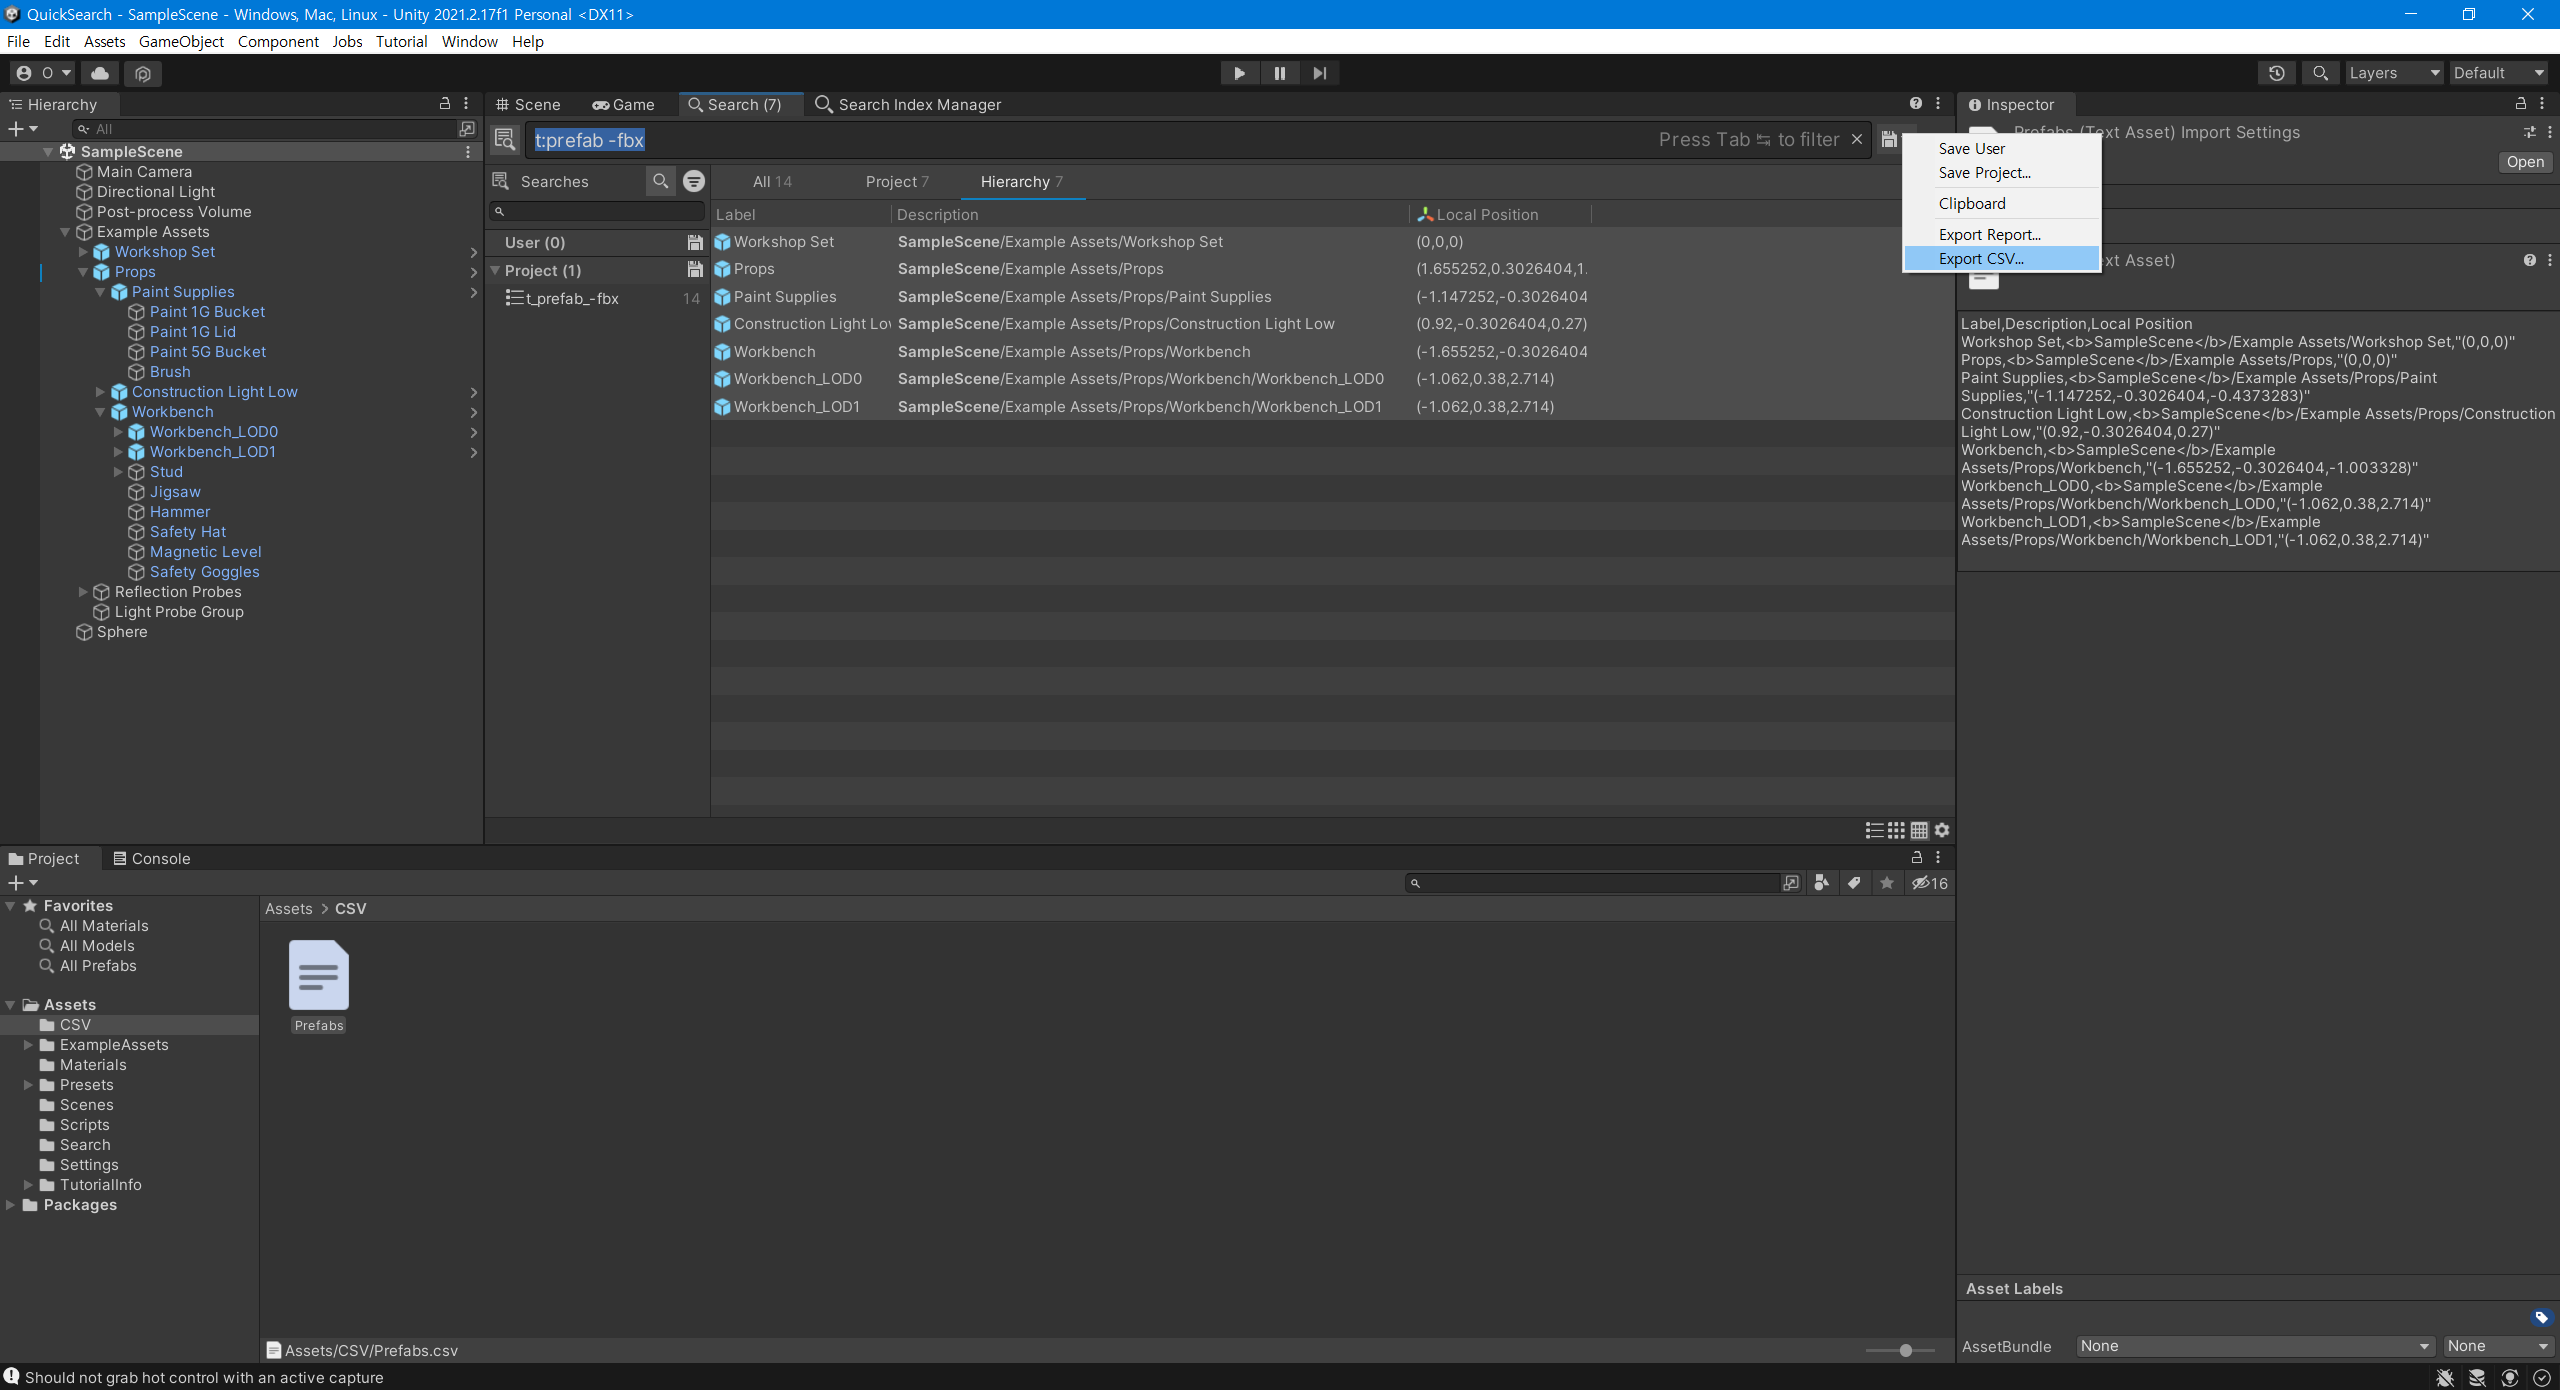 QuickSearch - SampleScene - Windows, Mac, Linux - Unity 2021.2.17f1 Personal <DX11>
File Edit Assets GameObject Component Jobs Tutorial Window Help
O
Layers Default
Hierarchy
All
SampleScene
Main Camera
Directional Light
Post-process Volume
Example Assets
Workshop Set
Props
Paint Supplies
Paint 1G Bucket
Paint 1G Lid
Paint 5G Bucket
Brush
Construction Light Low
Workbench
Workbench_LOD0
Workbench_LOD1
Stud
Jigsaw
Hammer
Safety Hat
Magnetic Level
Safety Goggles
Reflection Probes
Light Probe Group
Sphere
Scene Game Search (7) Search Index Manager
t:prefab -fbx Press Tab ↹ to filter
Searches
User (0)
Project (1)
t_prefab_-fbx 14
All 14 Project 7 Hierarchy 7
Label Description Local Position
Workshop Set SampleScene/Example Assets/Workshop Set (0,0,0)
Props SampleScene/Example Assets/Props (1.655252,0.3026404,1.
Paint Supplies SampleScene/Example Assets/Props/Paint Supplies (-1.147252,-0.3026404
Construction Light Lo SampleScene/Example Assets/Props/Construction Light Low (0.92,-0.3026404,0.27)
Workbench SampleScene/Example Assets/Props/Workbench (-1.655252,-0.3026404
Workbench_LOD0 SampleScene/Example Assets/Props/Workbench/Workbench_LOD0 (-1.062,0.38,2.714)
Workbench_LOD1 SampleScene/Example Assets/Props/Workbench/Workbench_LOD1 (-1.062,0.38,2.714)
Save User
Save Project...
Clipboard
Export Report...
Export CSV...
Inspector
Prefabs (Text Asset) Import Settings
Open
xt Asset)
Label,Description,Local Position
Workshop Set,<b>SampleScene</b>/Example Assets/Workshop Set,"(0,0,0)"
Props,<b>SampleScene</b>/Example Assets/Props,"(0,0,0)"
Paint Supplies,<b>SampleScene</b>/Example Assets/Props/Paint
Supplies,"(-1.147252,-0.3026404,-0.4373283)"
Construction Light Low,<b>SampleScene</b>/Example Assets/Props/Construction
Light Low,"(0.92,-0.3026404,0.27)"
Workbench,<b>SampleScene</b>/Example
Assets/Props/Workbench,"(-1.655252,-0.3026404,-1.003328)"
Workbench_LOD0,<b>SampleScene</b>/Example
Assets/Props/Workbench/Workbench_LOD0,"(-1.062,0.38,2.714)"
Workbench_LOD1,<b>SampleScene</b>/Example
Assets/Props/Workbench/Workbench_LOD1,"(-1.062,0.38,2.714)"
Asset Labels
AssetBundle None None
Project Console
16
Favorites
All Materials
All Models
All Prefabs
Assets
CSV
ExampleAssets
Materials
Presets
Scenes
Scripts
Search
Settings
TutorialInfo
Packages
Assets > CSV
Prefabs
Assets/CSV/Prefabs.csv
Should not grab hot control with an active capture